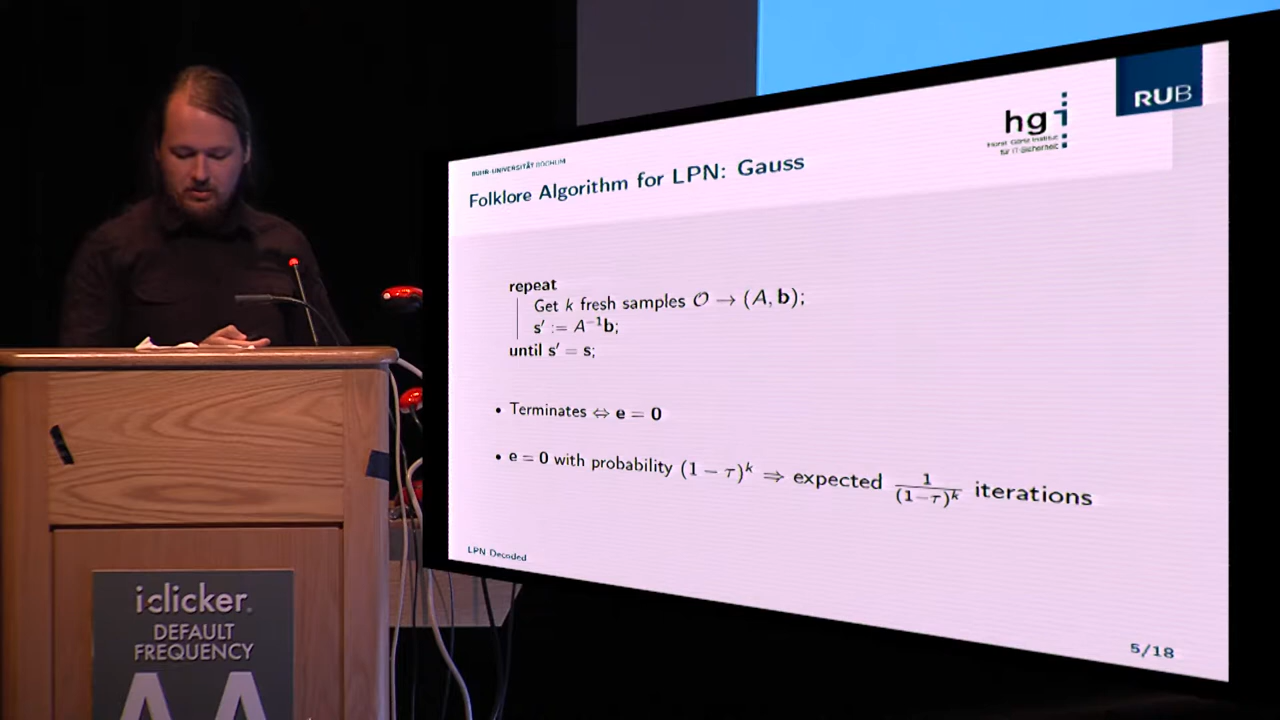 RUHR-UNIVERSITÄT BOCHUM
Folklore Algorithm for LPN: Gauss
hgi
Horst Görtz Institut
für IT-Sicherheit
RUB
repeat
Get k fresh samples 𝒪 → (A, b);
s′ := A⁻¹b;
until s′ = s;
• Terminates ⇔ e = 0
• e = 0 with probability (1 − τ)ᵏ ⇒ expected 1/(1−τ)ᵏ iterations
LPN Decoded
5/18
iclicker.
DEFAULT
FREQUENCY
AA